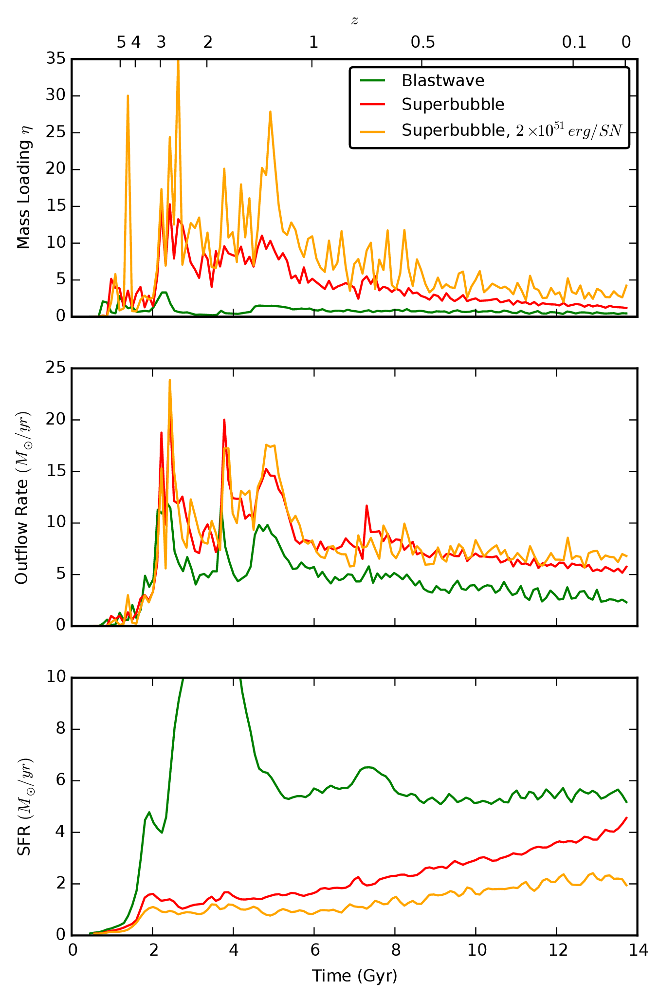 z
5 4 3 2 1 0.5 0.1 0
35
30
25
20
15
10
5
0
Mass Loading η
Blastwave
Superbubble
Superbubble, 2×10⁵¹ erg/SN
25
20
15
10
5
0
Outflow Rate (M⊙/yr)
10
8
6
4
2
0
SFR (M⊙/yr)
0 2 4 6 8 10 12 14
Time (Gyr)